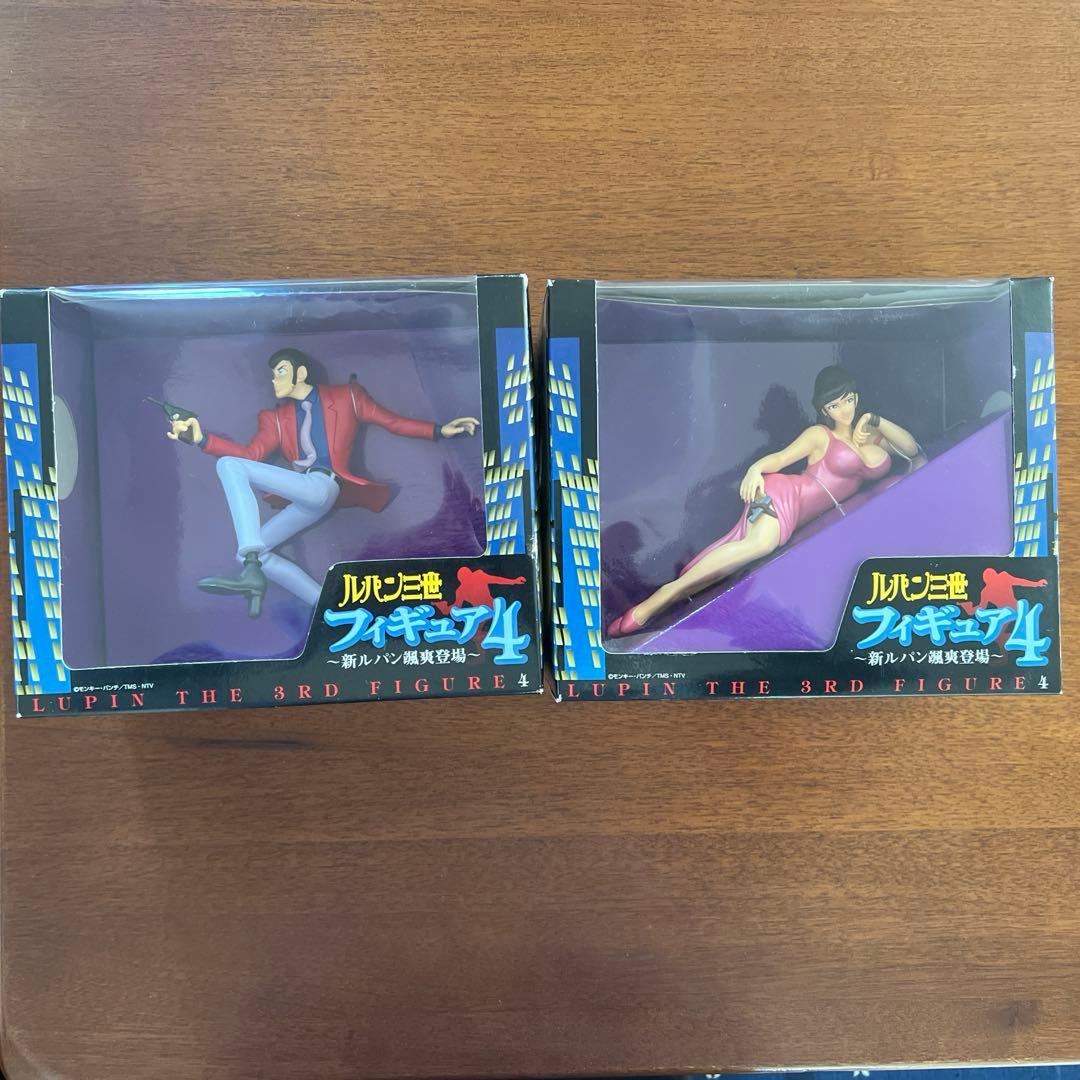 ルパン三世
フィギュア4
～新ルパン颯爽登場～
©モンキー・パンチ／TMS・NTV
LUPIN THE 3RD FIGURE 4
ルパン三世
フィギュア4
～新ルパン颯爽登場～
©モンキー・パンチ／TMS・NTV
LUPIN THE 3RD FIGURE 4